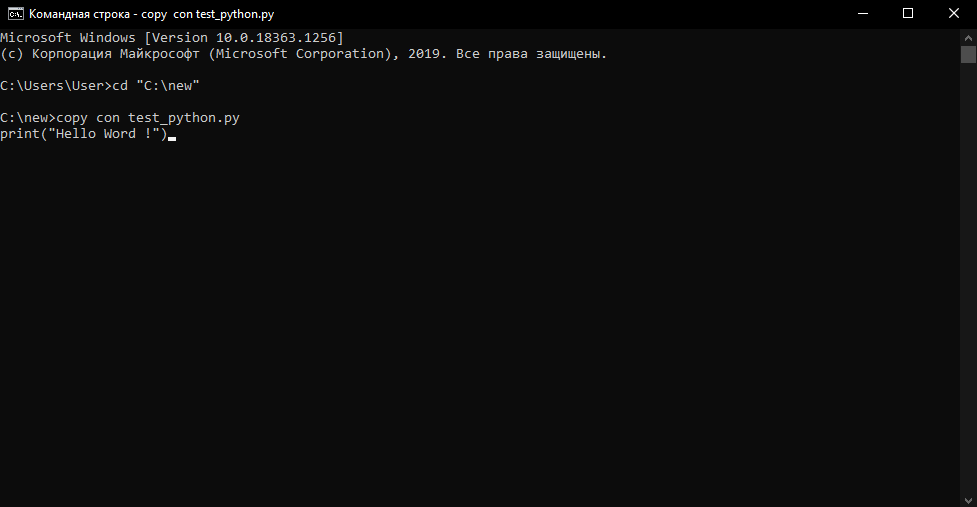 Командная строка - copy  con test_python.py
Microsoft Windows [Version 10.0.18363.1256]
(c) Корпорация Майкрософт (Microsoft Corporation), 2019. Все права защищены.
C:\Users\User>cd "C:\new"
C:\new>copy con test_python.py
print("Hello Word !")